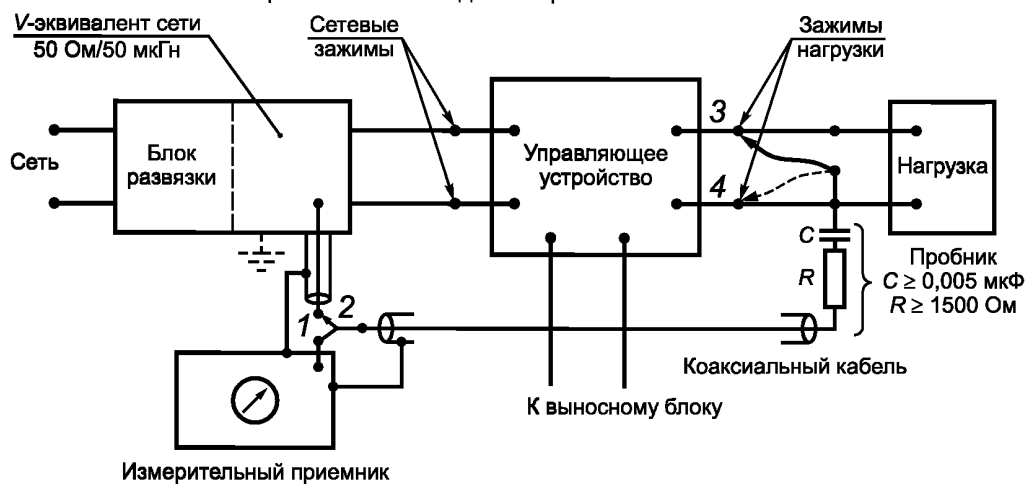 V-эквивалент сети
50 Ом/50 мкГн
Сетевые
зажимы
Зажимы
нагрузки
Сеть
Блок
развязки
Управляющее
устройство
3
4
Нагрузка
C
R
Пробник
C ≥ 0,005 мкФ
R ≥ 1500 Ом
1
2
Коаксиальный кабель
К выносному блоку
Измерительный приемник